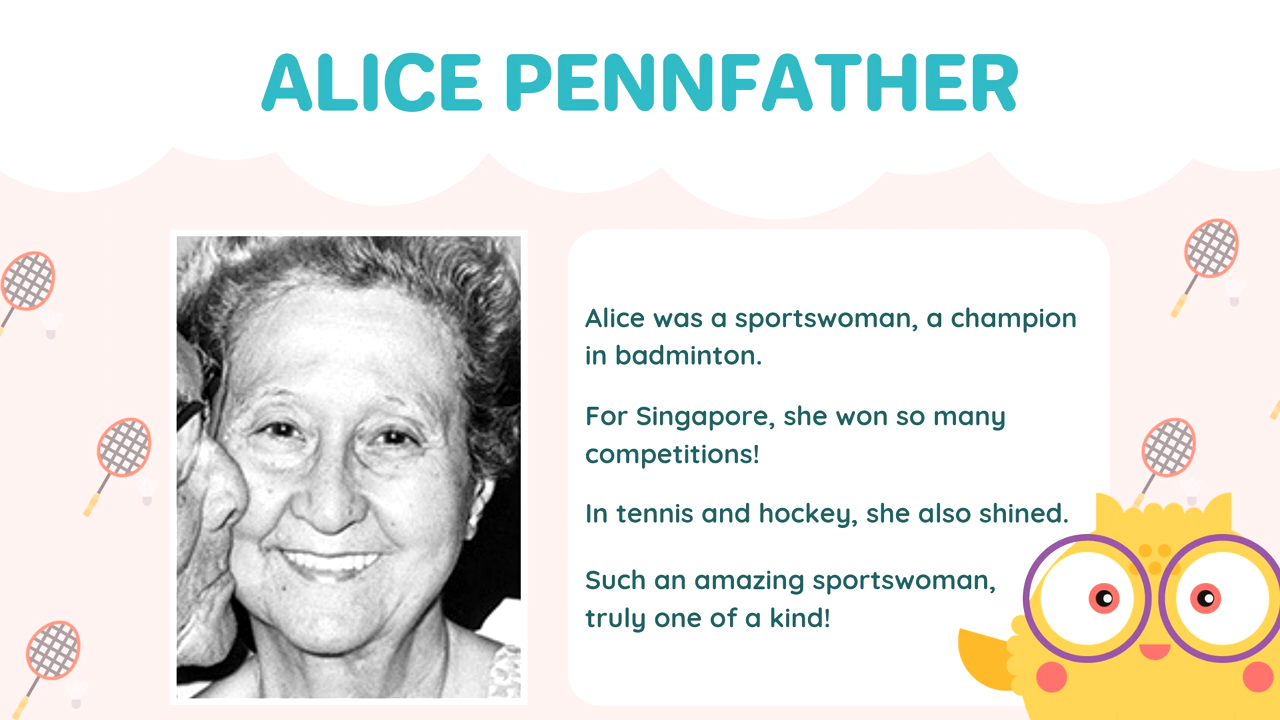 ALICE PENNFATHER
Alice was a sportswoman, a champion
in badminton.
For Singapore, she won so many
competitions!
In tennis and hockey, she also shined.
Such an amazing sportswoman,
truly one of a kind!